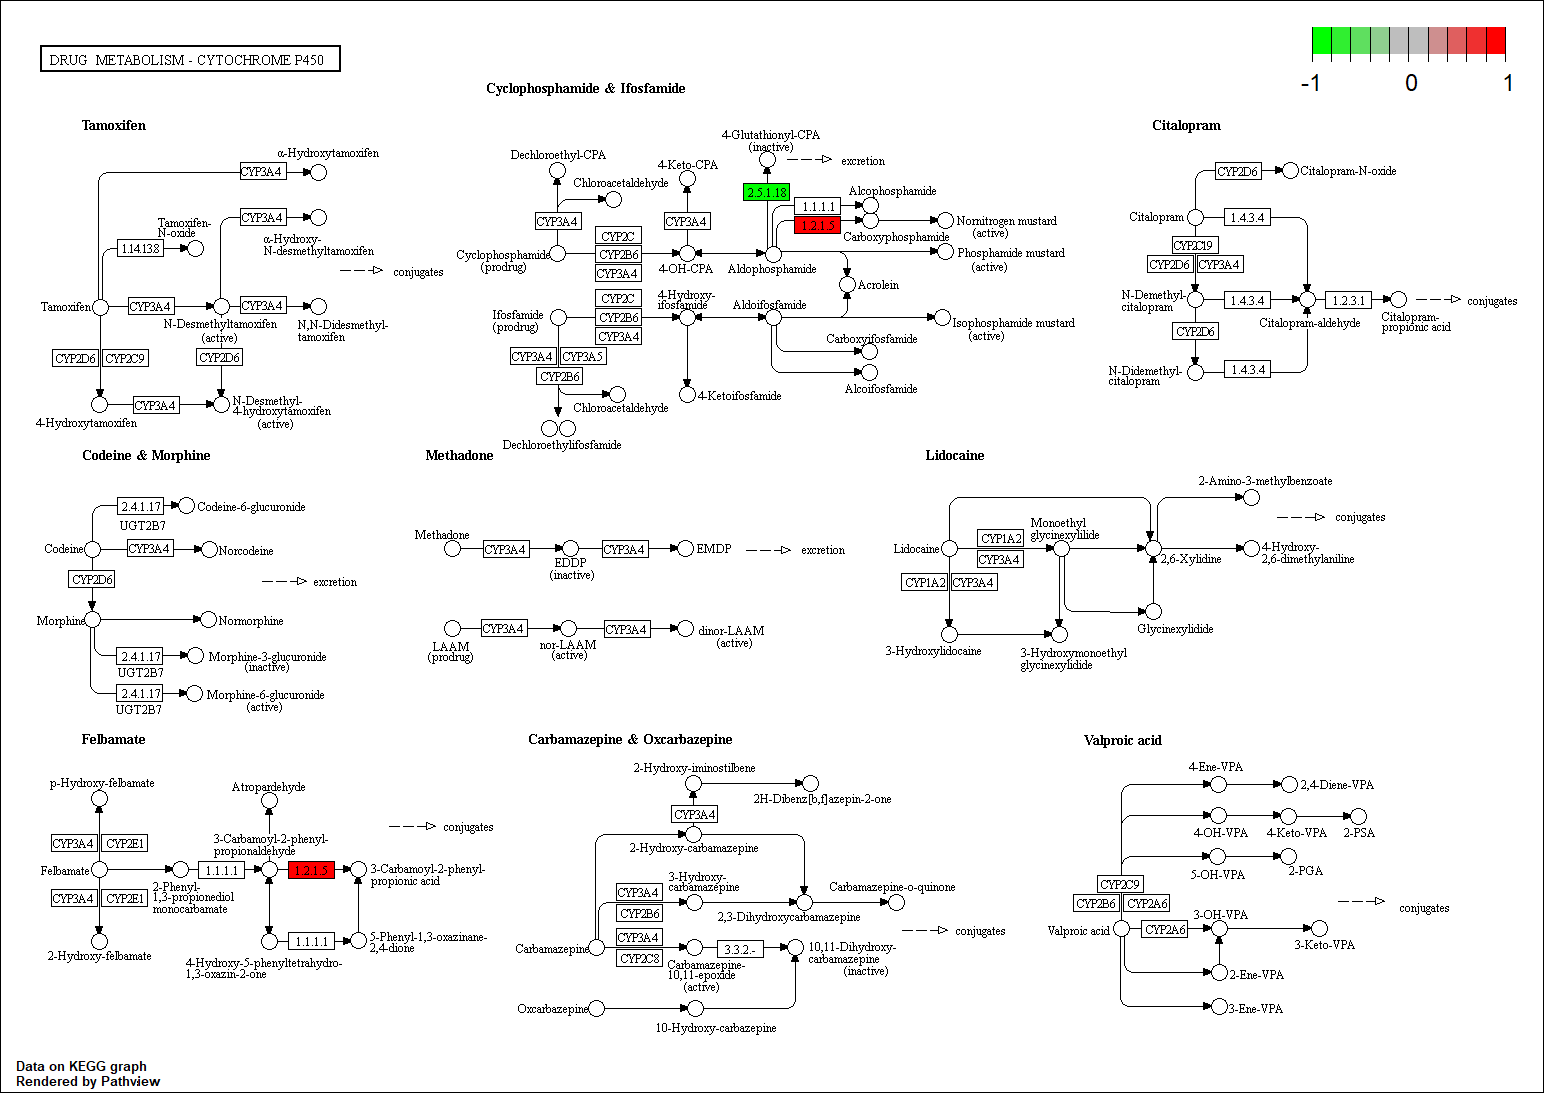 DRUG METABOLISM - CYTOCHROME P450
-1
0
1
Cyclophosphamide & Ifosfamide
Tamoxifen
α-Hydroxytamoxifen
CYP3A4
Tamoxifen-
N-oxide
CYP3A4
1.14.13.8
α-Hydroxy-
N-desmethyltamoxifen
conjugates
Tamoxifen
CYP3A4
CYP3A4
N-Desmethyltamoxifen
(active)
N,N-Didesmethyl-
tamoxifen
CYP2D6
CYP2C9
CYP2D6
CYP3A4
N-Desmethyl-
4-hydroxytamoxifen
(active)
4-Hydroxytamoxifen
Dechloroethyl-CPA
Chloroacetaldehyde
4-Keto-CPA
4-Glutathionyl-CPA
(inactive)
excretion
2.5.1.18
Alcophosphamide
1.1.1.1
1.2.1.5
Carboxyphosphamide
Nornitrogen mustard
(active)
CYP3A4
CYP3A4
CYP2C
CYP2B6
CYP3A4
Cyclophosphamide
(prodrug)
4-OH-CPA
Aldophosphamide
Phosphamide mustard
(active)
Acrolein
CYP2C
CYP2B6
CYP3A4
4-Hydroxy-
ifosfamide
Aldoifosfamide
Ifosfamide
(prodrug)
Isophosphamide mustard
(active)
CYP3A4
CYP3A5
CYP2B6
Carboxyifosfamide
Alcoifosfamide
Chloroacetaldehyde
4-Ketoifosfamide
Dechloroethylifosfamide
Citalopram
CYP2D6
Citalopram-N-oxide
Citalopram
1.4.3.4
CYP2C19
CYP2D6
CYP3A4
N-Demethyl-
citalopram
1.4.3.4
1.2.3.1
Citalopram-aldehyde
Citalopram-
propionic acid
conjugates
CYP2D6
N-Didemethyl-
citalopram
1.4.3.4
Codeine & Morphine
2.4.1.17
Codeine-6-glucuronide
UGT2B7
Codeine
CYP3A4
Norcodeine
CYP2D6
excretion
Morphine
Normorphine
2.4.1.17
Morphine-3-glucuronide
(inactive)
UGT2B7
2.4.1.17
Morphine-6-glucuronide
(active)
UGT2B7
Methadone
Methadone
CYP3A4
EDDP
(inactive)
CYP3A4
EMDP
excretion
LAAM
(prodrug)
CYP3A4
nor-LAAM
(active)
CYP3A4
dinor-LAAM
(active)
Lidocaine
2-Amino-3-methylbenzoate
conjugates
Lidocaine
CYP1A2
CYP3A4
Monoethyl
glycinexylilide
2,6-Xylidine
4-Hydroxy-
2,6-dimethylaniline
CYP1A2
CYP3A4
Glycinexylidide
3-Hydroxylidocaine
3-Hydroxymonoethyl
glycinexylidide
Felbamate
p-Hydroxy-felbamate
Atropardehyde
conjugates
CYP3A4
CYP2E1
3-Carbamoyl-2-phenyl-
propionaldehyde
Felbamate
1.1.1.1
1.2.1.5
3-Carbamoyl-2-phenyl-
propionic acid
CYP3A4
CYP2E1
2-Phenyl-
1,3-propionediol
monocarbamate
1.1.1.1
5-Phenyl-1,3-oxazinane-
2,4-dione
2-Hydroxy-felbamate
4-Hydroxy-5-phenyltetrahydro-
1,3-oxazin-2-one
Carbamazepine & Oxcarbazepine
2-Hydroxy-iminostilbene
2H-Dibenz[b,f]azepin-2-one
CYP3A4
2-Hydroxy-carbamazepine
CYP3A4
CYP2B6
3-Hydroxy-
carbamazepine
Carbamazepine-o-quinone
2,3-Dihydroxycarbamazepine
conjugates
Carbamazepine
CYP3A4
CYP2C8
Carbamazepine-
10,11-epoxide
(active)
3.3.2.-
10,11-Dihydroxy-
carbamazepine
(inactive)
Oxcarbazepine
10-Hydroxy-carbazepine
Valproic acid
4-Ene-VPA
2,4-Diene-VPA
4-OH-VPA
4-Keto-VPA
2-PSA
5-OH-VPA
2-PGA
CYP2C9
CYP2B6
CYP2A6
Valproic acid
CYP2A6
3-OH-VPA
3-Keto-VPA
conjugates
2-Ene-VPA
3-Ene-VPA
Data on KEGG graph
Rendered by Pathview